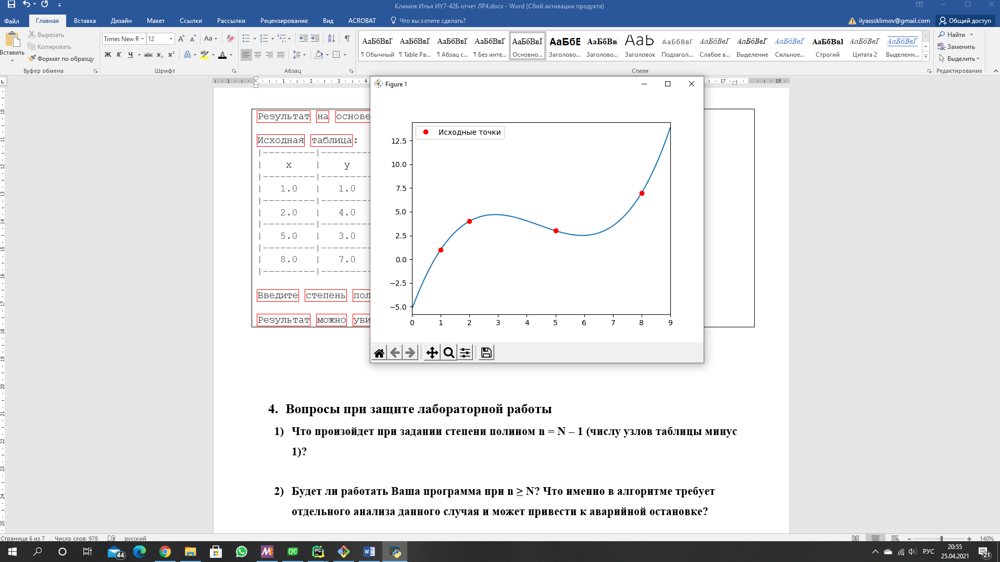 Климов Илья ИУ7-42Б отчет ЛР4.docx - Word (Сбой активации продукта)
Файл Главная Вставка Дизайн Макет Ссылки Рассылки Рецензирование Вид ACROBAT Что вы хотите сделать? ilyasssklimov@gmail.com Общий доступ
Вставить
Вырезать
Копировать
Формат по образцу
Буфер обмена
Times New R 12
Ж К Ч abc x₂ x²
Шрифт
Абзац
АаБбВвГ АаБбВвГ АаБбВвГ АаБбВвГ АаБбВвГ АаБбЕ АаБбВв. АаЬ АаБбВвГ АаБбВвГ АаБбВвГ АаБбВвГ АаБбВвІ АаБбВвГ АаБбВвГ
¶ Обычный ¶ Table Pa... ¶ Абзац с... ¶ Без инте... Основно... Заголово... Заголово... Заголовок Подзагол... Слабое в... Выделение Сильное... Строгий Цитата 2 Выделенн...
Стили
Найти
Заменить
Выделить
Редактирование
Результат на основе
Исходная таблица:
|---------|---------
| x | y
|---------|---------
| 1.0 | 1.0
|---------|---------
| 2.0 | 4.0
|---------|---------
| 5.0 | 3.0
|---------|---------
| 8.0 | 7.0
|---------|---------
Введите степень пол
Результат можно уви
Figure 1
Исходные точки
12.5
10.0
7.5
5.0
2.5
0.0
−2.5
−5.0
0 1 2 3 4 5 6 7 8 9
4. Вопросы при защите лабораторной работы
1) Что произойдет при задании степени полином n = N – 1 (числу узлов таблицы минус
1)?
2) Будет ли работать Ваша программа при n ≥ N? Что именно в алгоритме требует
отдельного анализа данного случая и может привести к аварийной остановке?
Страница 6 из 7 Число слов: 978 русский 140%
44
РУС
20:55
25.04.2021
21